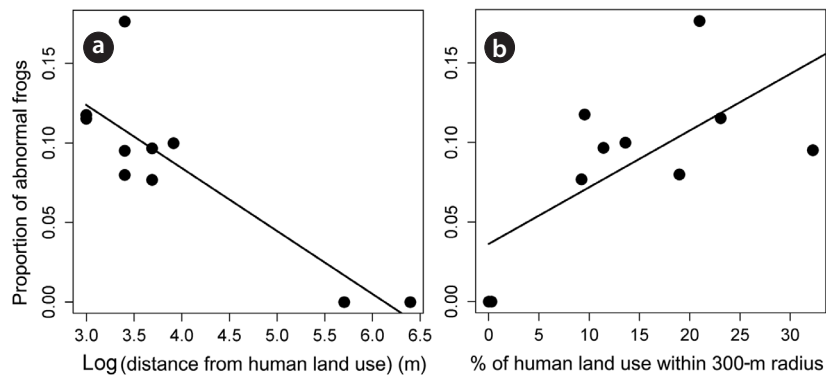 a
b
Proportion of abnormal frogs
0.15
0.10
0.05
0.00
3.0 3.5 4.0 4.5 5.0 5.5 6.0 6.5
Log (distance from human land use) (m)
0.15
0.10
0.05
0.00
0 5 10 15 20 25 30
% of human land use within 300-m radius